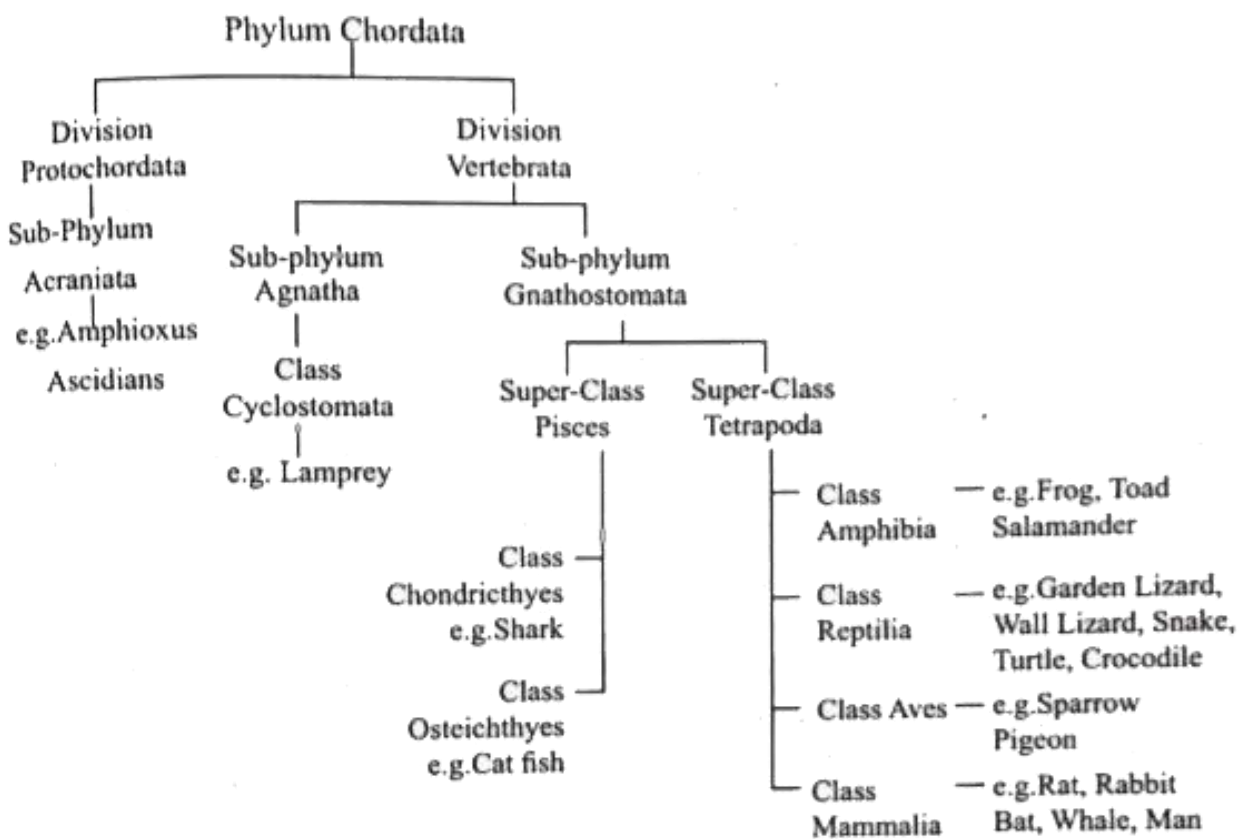 Phylum Chordata
Division
Protochordata
Sub-Phylum
Acraniata
e.g.Amphioxus
Ascidians
Division
Vertebrata
Sub-phylum
Agnatha
Class
Cyclostomata
e.g. Lamprey
Sub-phylum
Gnathostomata
Super-Class
Pisces
Class
Chondricthyes
e.g.Shark
Class
Osteichthyes
e.g.Cat fish
Super-Class
Tetrapoda
Class — e.g.Frog, Toad
Amphibia Salamander
Class — e.g.Garden Lizard,
Reptilia Wall Lizard, Snake,
Turtle, Crocodile
Class Aves — e.g.Sparrow
Pigeon
Class — e.g.Rat, Rabbit
Mammalia Bat, Whale, Man